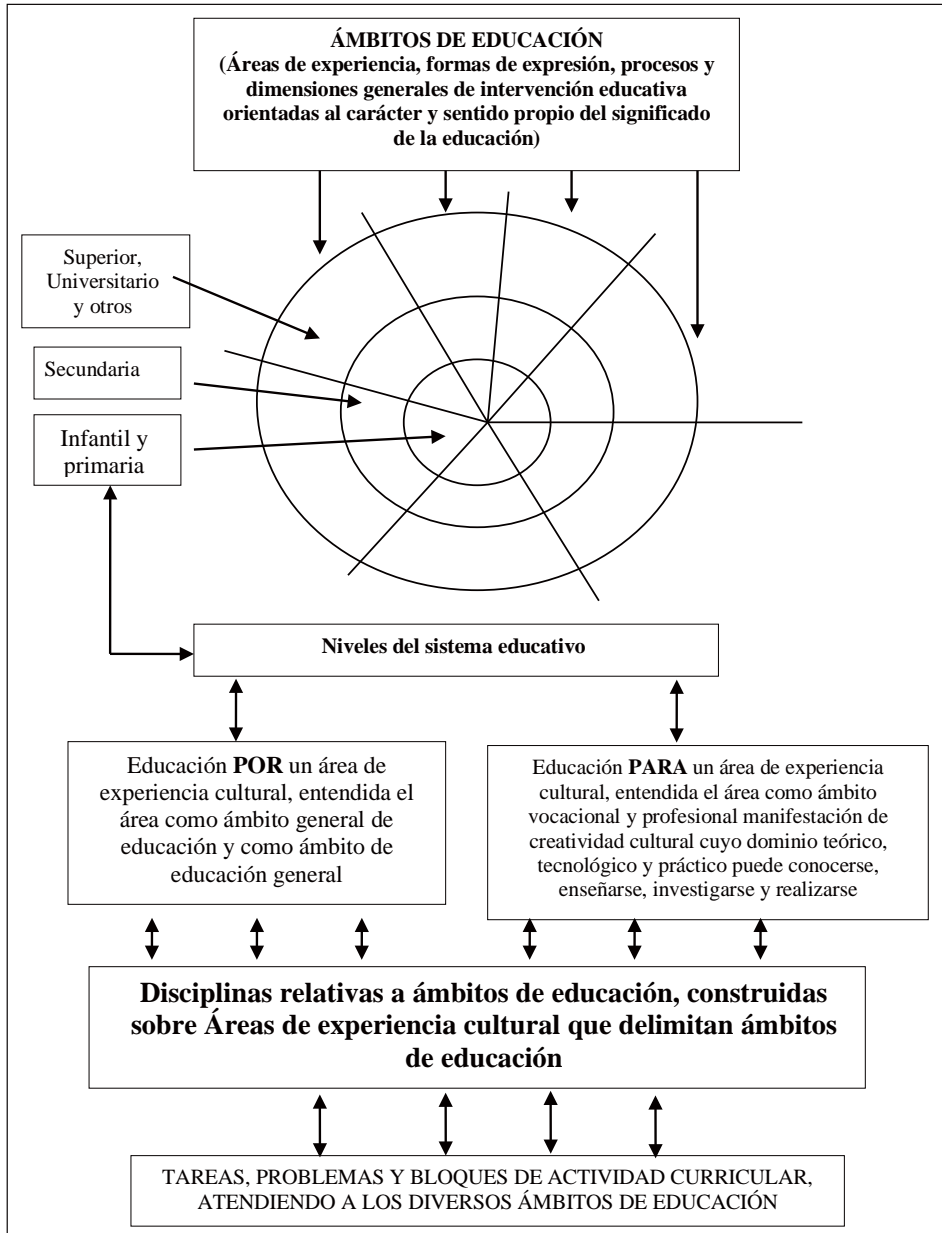 ÁMBITOS DE EDUCACIÓN
(Áreas de experiencia, formas de expresión, procesos y
dimensiones generales de intervención educativa
orientadas al carácter y sentido propio del significado
de la educación)
Superior,
Universitario
y otros
Secundaria
Infantil y
primaria
Niveles del sistema educativo
Educación POR un área de
experiencia cultural, entendida el
área como ámbito general de
educación y como ámbito de
educación general
Educación PARA un área de experiencia
cultural, entendida el área como ámbito
vocacional y profesional manifestación de
creatividad cultural cuyo dominio teórico,
tecnológico y práctico puede conocerse,
enseñarse, investigarse y realizarse
Disciplinas relativas a ámbitos de educación, construidas
sobre Áreas de experiencia cultural que delimitan ámbitos
de educación
TAREAS, PROBLEMAS Y BLOQUES DE ACTIVIDAD CURRICULAR,
ATENDIENDO A LOS DIVERSOS ÁMBITOS DE EDUCACIÓN